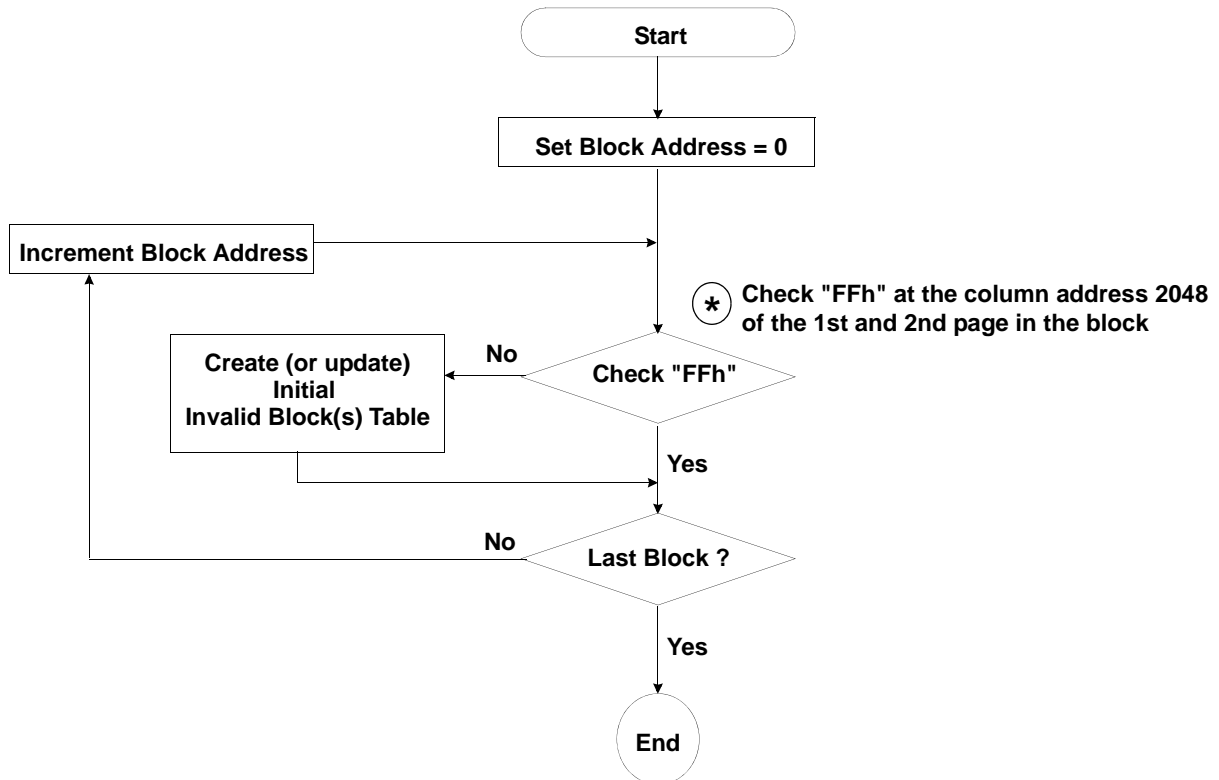 Start
Set Block Address = 0
Increment Block Address
* Check "FFh" at the column address 2048
of the 1st and 2nd page in the block
No
Create (or update)
Initial
Invalid Block(s) Table
Check "FFh"
Yes
No
Last Block ?
Yes
End